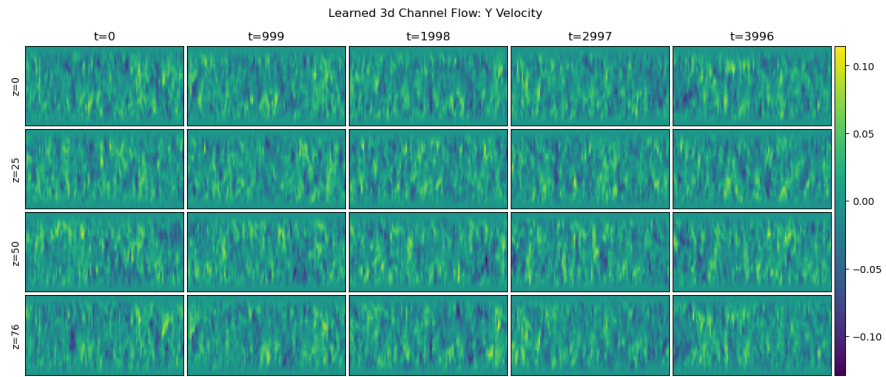 Learned 3d Channel Flow: Y Velocity
t=0 t=999 t=1998 t=2997 t=3996
z=0
z=25
z=50
z=76
0.10
0.05
0.00
−0.05
−0.10